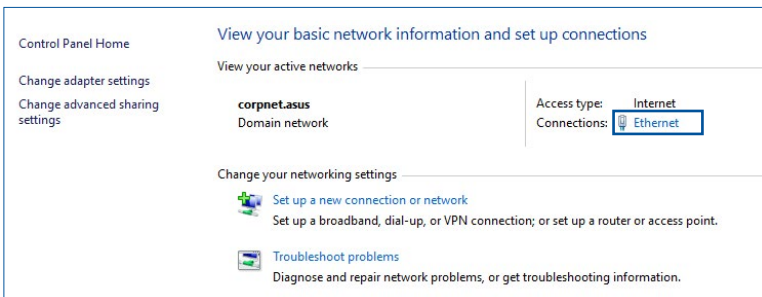 Control Panel Home
Change adapter settings
Change advanced sharing
settings
View your basic network information and set up connections
View your active networks
corpnet.asus
Domain network
Access type: Internet
Connections: Ethernet
Change your networking settings
Set up a new connection or network
Set up a broadband, dial-up, or VPN connection; or set up a router or access point.
Troubleshoot problems
Diagnose and repair network problems, or get troubleshooting information.